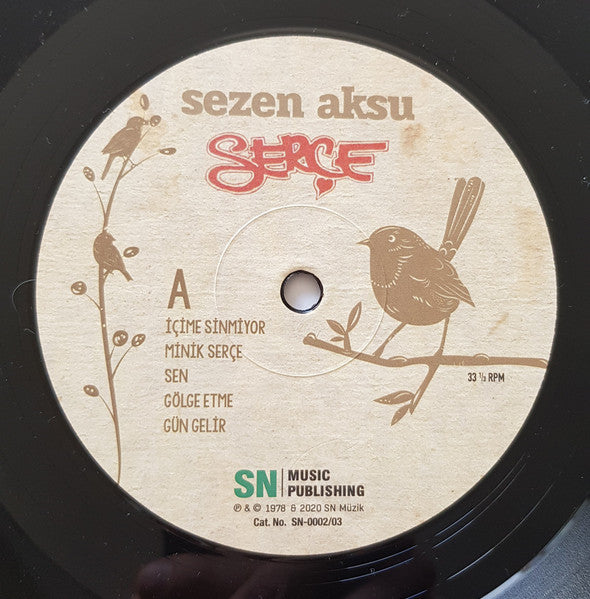 sezen aksu
SERÇE
A
İÇİME SİNMİYOR
MİNİK SERÇE
SEN
GÖLGE ETME
GÜN GELİR
33 ⅓ RPM
SN MUSIC
PUBLISHING
℗ & © 1978 & 2020 SN Müzik
Cat. No. SN-0002/03